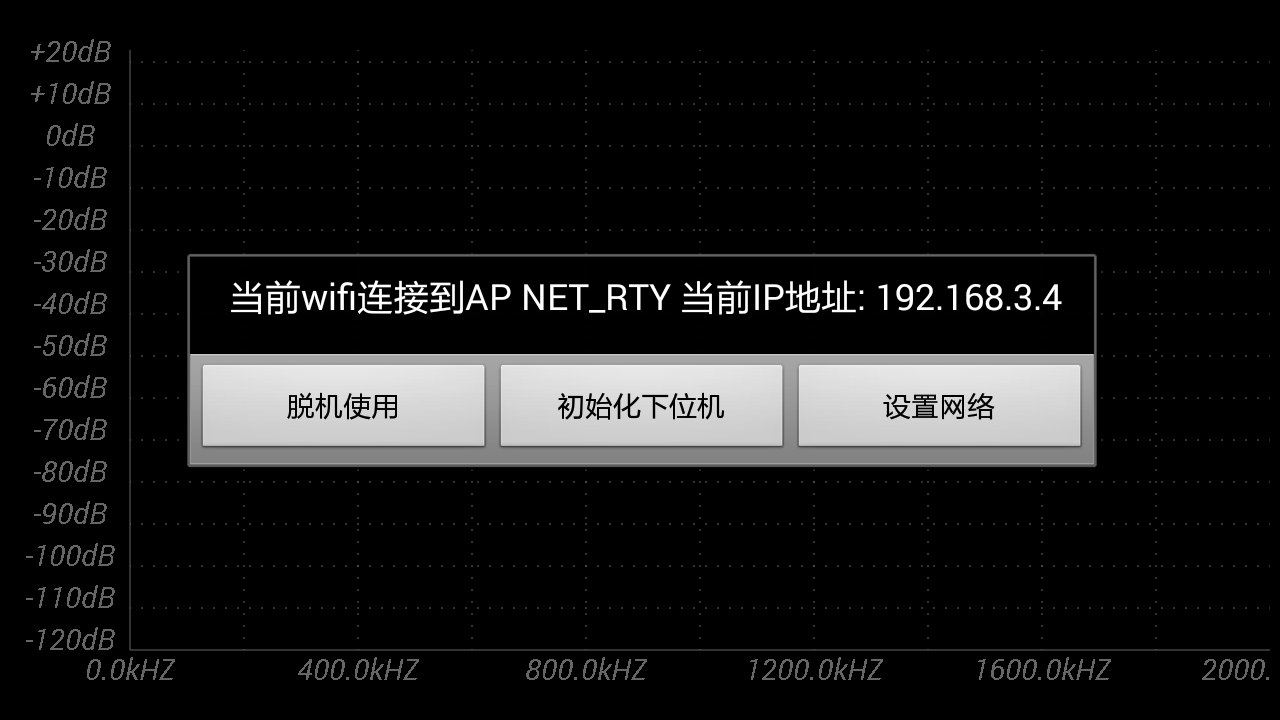 +20dB
+10dB
0dB
-10dB
-20dB
-30dB
-40dB
-50dB
-60dB
-70dB
-80dB
-90dB
-100dB
-110dB
-120dB
0.0kHZ 400.0kHZ 800.0kHZ 1200.0kHZ 1600.0kHZ 2000.
当前wifi连接到AP NET_RTY 当前IP地址: 192.168.3.4
脱机使用 初始化下位机 设置网络